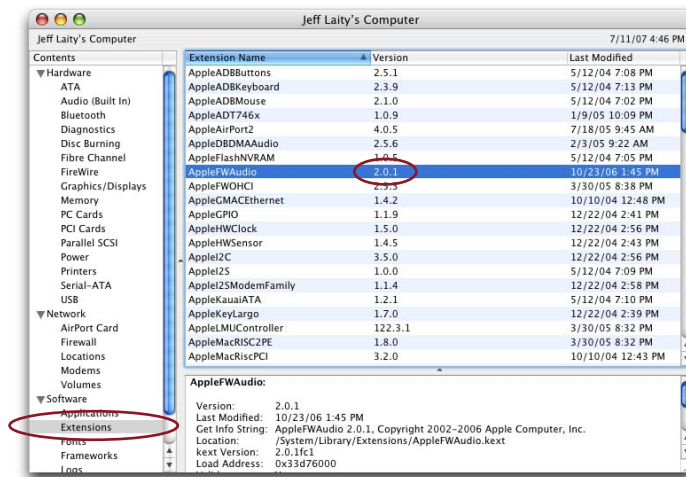 Jeff Laity's Computer
Jeff Laity's Computer 7/11/07 4:46 PM
Contents
Hardware
ATA
Audio (Built In)
Bluetooth
Diagnostics
Disc Burning
Fibre Channel
FireWire
Graphics/Displays
Memory
PC Cards
PCI Cards
Parallel SCSI
Power
Printers
Serial-ATA
USB
Network
AirPort Card
Firewall
Locations
Modems
Volumes
Software
Applications
Extensions
Fonts
Frameworks
Logs
Extension Name Version Last Modified
AppleADBButtons 2.5.1 5/12/04 7:08 PM
AppleADBKeyboard 2.3.9 5/12/04 7:13 PM
AppleADBMouse 2.1.0 5/12/04 7:02 PM
AppleADT746x 1.0.9 1/9/05 10:09 PM
AppleAirPort2 4.0.5 7/18/05 9:45 AM
AppleDBDMAAudio 2.5.6 2/3/05 9:22 AM
AppleFlashNVRAM 1.0.5 5/12/04 7:05 PM
AppleFWAudio 2.0.1 10/23/06 1:45 PM
AppleFWOHCI 2.5.5 3/30/05 8:38 PM
AppleGMACEthernet 1.4.2 10/10/04 12:48 PM
AppleGPIO 1.1.9 12/22/04 2:41 PM
AppleHWClock 1.5.0 12/22/04 2:56 PM
AppleHWSensor 1.4.5 12/22/04 2:43 PM
AppleI2C 3.5.0 12/22/04 2:56 PM
AppleI2S 1.0.0 5/12/04 7:09 PM
AppleI2SModemFamily 1.1.4 12/22/04 2:58 PM
AppleKauaiATA 1.2.1 5/12/04 7:10 PM
AppleKeyLargo 1.7.0 12/22/04 2:39 PM
AppleLMUController 122.3.1 3/30/05 8:32 PM
AppleMacRISC2PE 1.8.0 3/30/05 8:32 PM
AppleMacRiscPCI 3.2.0 10/10/04 12:43 PM
AppleFWAudio:
Version: 2.0.1
Last Modified: 10/23/06 1:45 PM
Get Info String: AppleFWAudio 2.0.1, Copyright 2002-2006 Apple Computer, Inc.
Location: /System/Library/Extensions/AppleFWAudio.kext
kext Version: 2.0.1fc1
Load Address: 0x33d76000